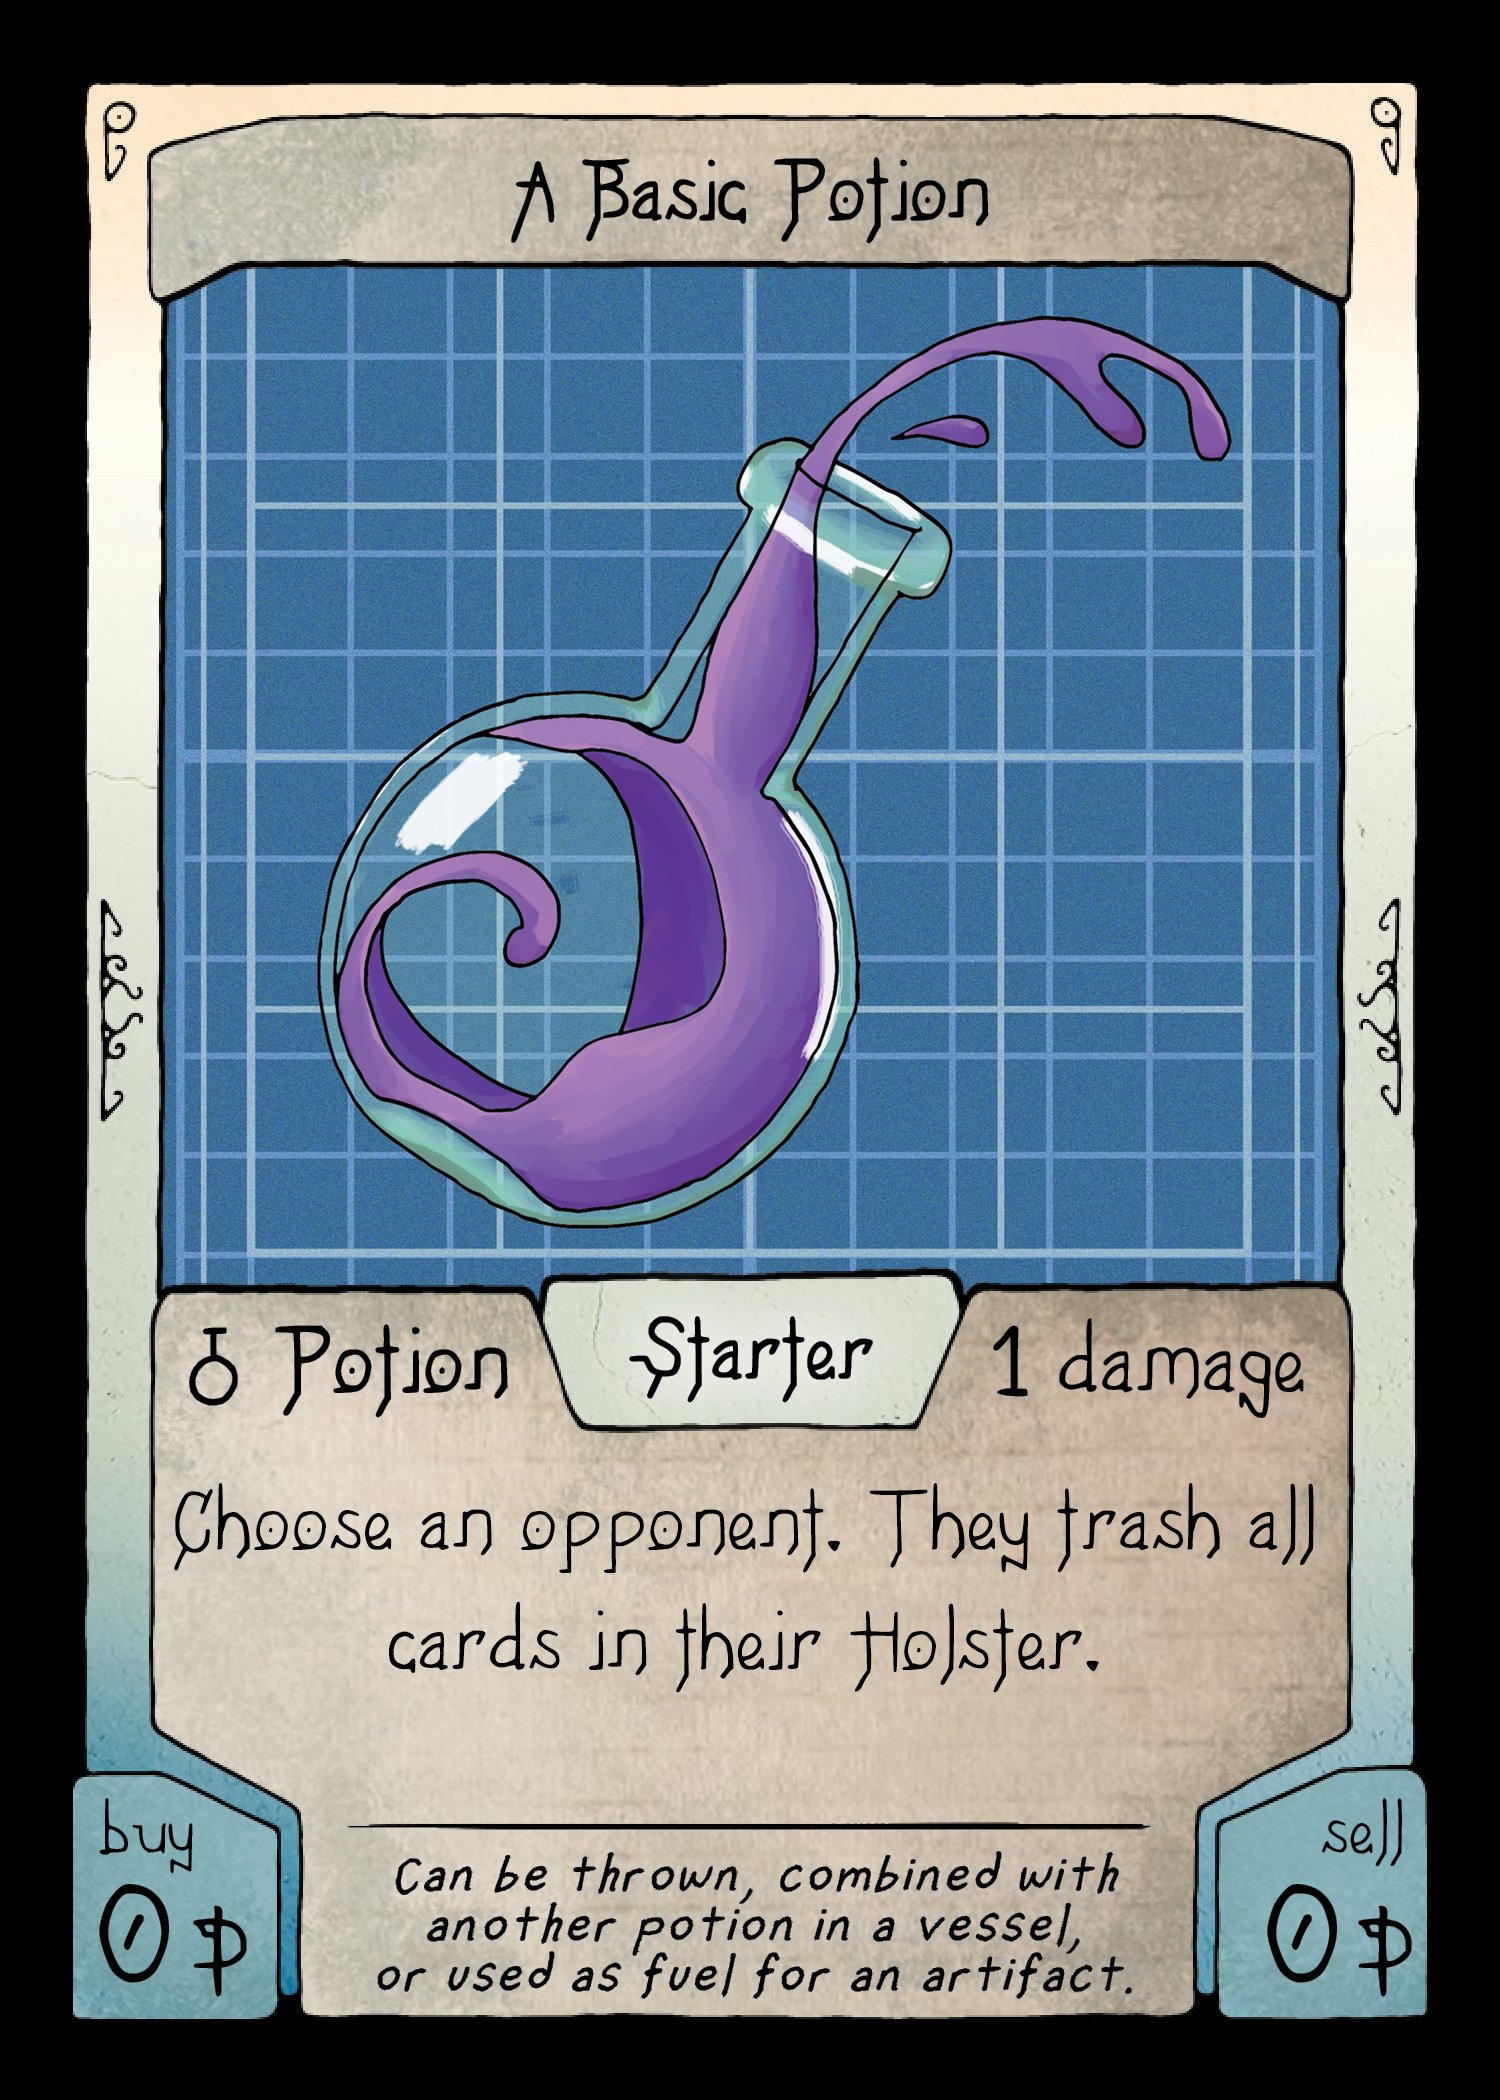 A Basic Potion
Potion
Starter
1 damage
Choose an opponent. They trash all
cards in their Holster.
buy
0
sell
0
Can be thrown, combined with
another potion in a vessel,
or used as fuel for an artifact.